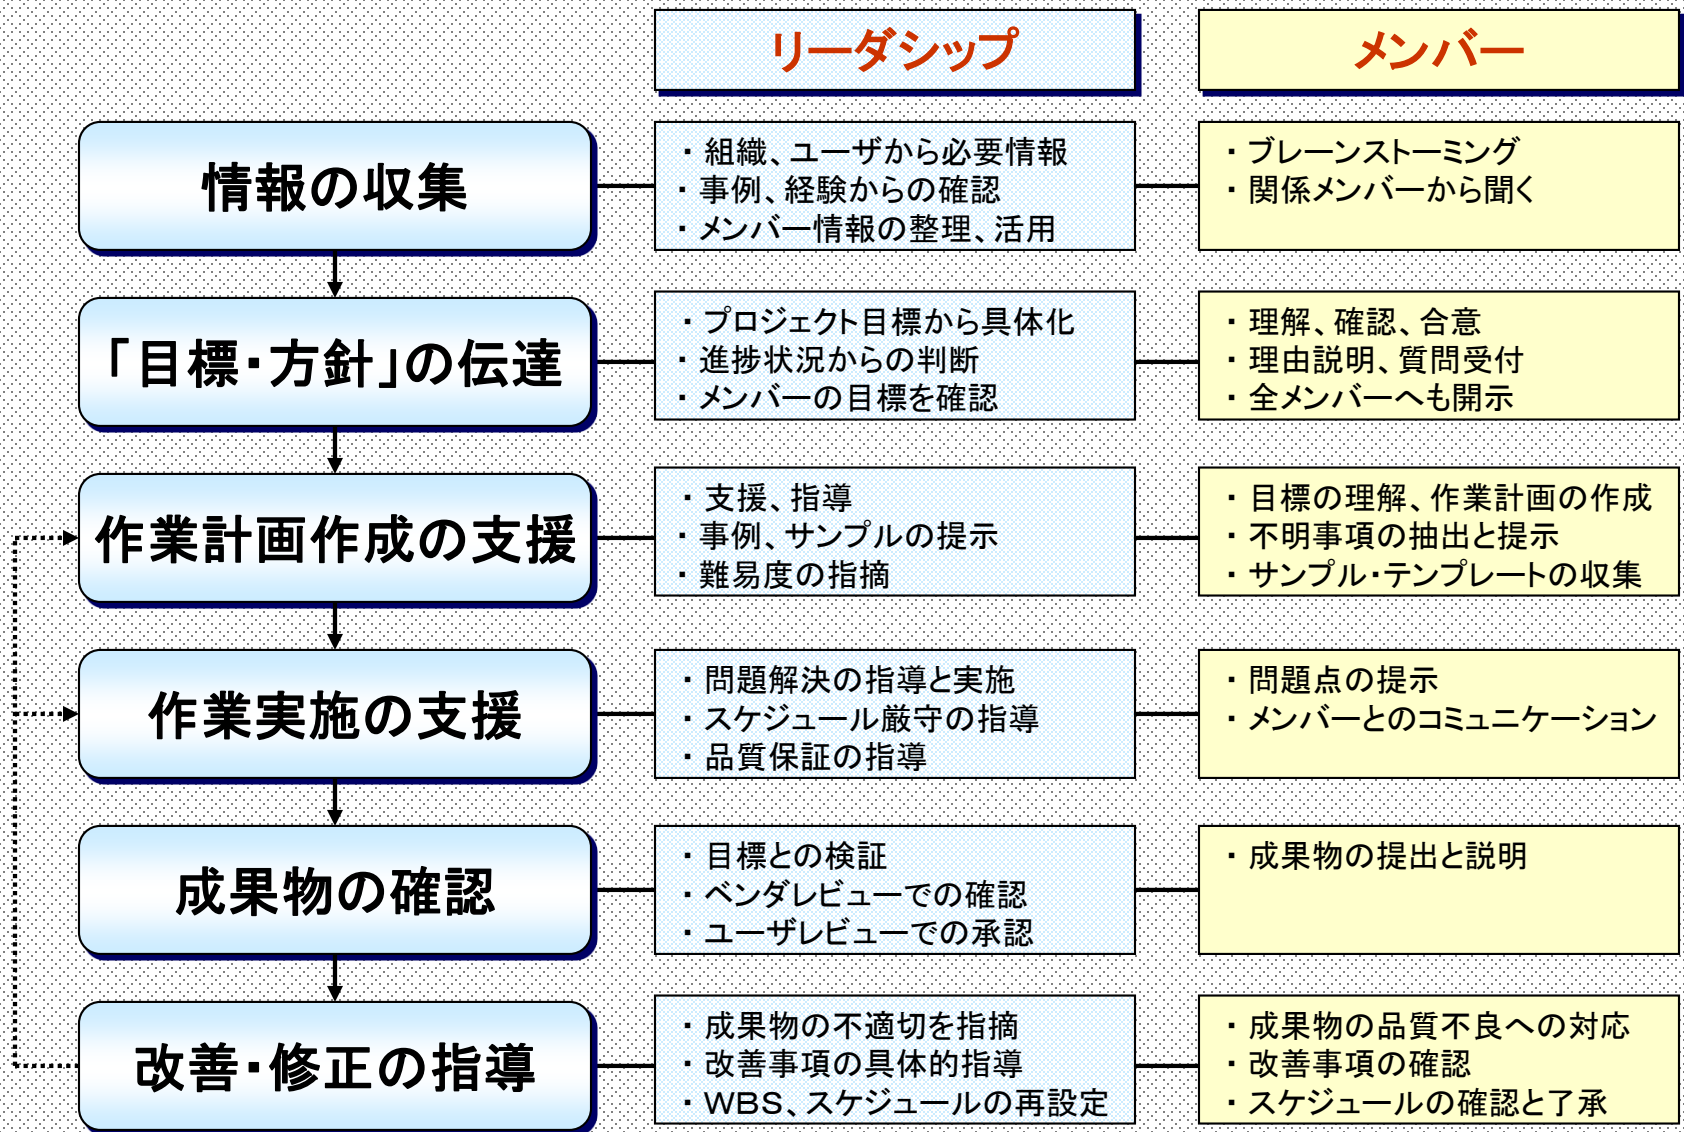 リーダシップ
メンバー
情報の収集
・組織、ユーザから必要情報
・事例、経験からの確認
・メンバー情報の整理、活用
・ブレーンストーミング
・関係メンバーから聞く
「目標・方針」の伝達
・プロジェクト目標から具体化
・進捗状況からの判断
・メンバーの目標を確認
・理解、確認、合意
・理由説明、質問受付
・全メンバーへも開示
作業計画作成の支援
・支援、指導
・事例、サンプルの提示
・難易度の指摘
・目標の理解、作業計画の作成
・不明事項の抽出と提示
・サンプル・テンプレートの収集
作業実施の支援
・問題解決の指導と実施
・スケジュール厳守の指導
・品質保証の指導
・問題点の提示
・メンバーとのコミュニケーション
成果物の確認
・目標との検証
・ベンダレビューでの確認
・ユーザレビューでの承認
・成果物の提出と説明
改善・修正の指導
・成果物の不適切を指摘
・改善事項の具体的指導
・WBS、スケジュールの再設定
・成果物の品質不良への対応
・改善事項の確認
・スケジュールの確認と了承